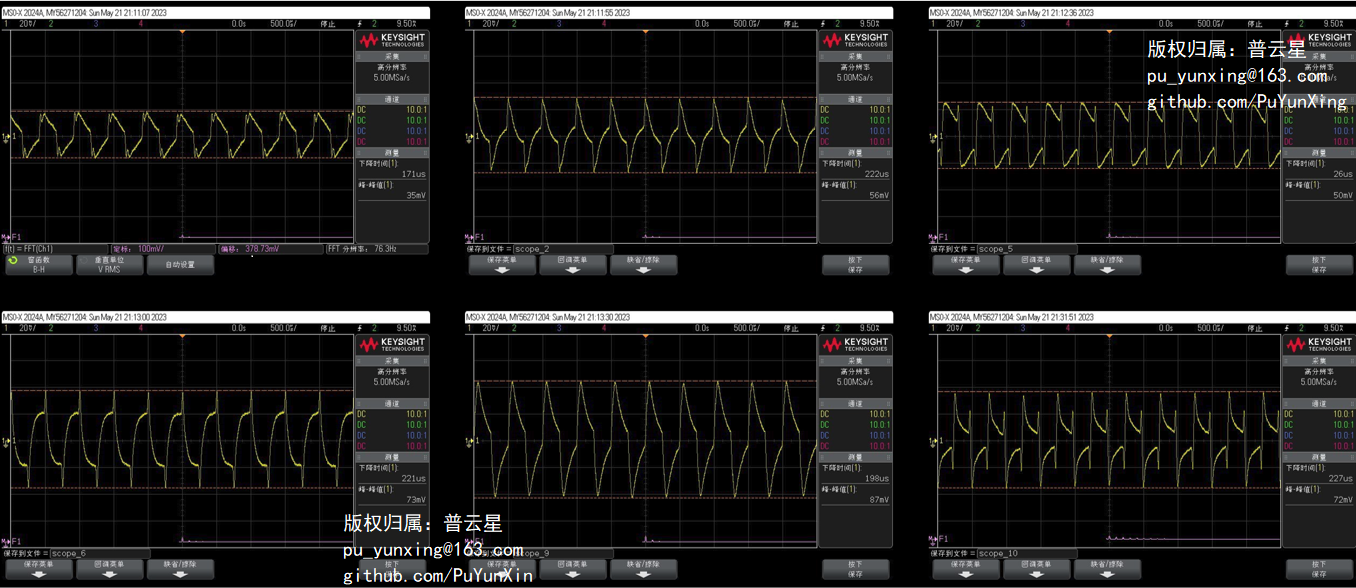 MSO-X 2024A, MY56271204: Sun May 21 21:11:07 2023
1 20▽/ 2 3 4 0.0s 500.0▽/ 停止 2 9.50▽
KEYSIGHT
TECHNOLOGIES
采集
高分辨率
5.00MSa/s
通道
DC 10.0:1
DC 10.0:1
DC 10.0:1
DC 10.0:1
测量
下降时间(1):
171us
峰-峰值(1):
35mV
f(t) = FFT(Ch1) 定标: 100mV/ 偏移: 378.73mV FFT 分辨率: 76.3Hz
窗函数
B-H
垂直单位
V RMS
自动设置
MSO-X 2024A, MY56271204: Sun May 21 21:11:55 2023
1 20▽/ 2 3 4 0.0s 500.0▽/ 停止 2 9.50▽
KEYSIGHT
TECHNOLOGIES
采集
高分辨率
5.00MSa/s
通道
DC 10.0:1
DC 10.0:1
DC 10.0:1
DC 10.0:1
测量
下降时间(1):
222us
峰-峰值(1):
56mV
保存到文件 = scope_2
保存菜单
回调菜单
缺省/擦除
按下
保存
MSO-X 2024A, MY56271204: Sun May 21 21:12:36 2023
1 20▽/ 2 3 4 0.0s 500.0▽/ 停止 2 9.50▽
KEYSIGHT
TECHNOLOGIES
版权归属: 普云星
pu_yunxing@163.com
github.com/PuYunXing
DC 10.0:1
DC 10.0:1
DC 10.0:1
测量
下降时间(1):
26us
峰-峰值(1):
50mV
保存到文件 = scope_5
保存菜单
回调菜单
缺省/擦除
按下
保存
MSO-X 2024A, MY56271204: Sun May 21 21:13:00 2023
1 20▽/ 2 3 4 0.0s 500.0▽/ 停止 2 9.50▽
KEYSIGHT
TECHNOLOGIES
采集
高分辨率
5.00MSa/s
通道
DC 10.0:1
DC 10.0:1
DC 10.0:1
DC 10.0:1
测量
下降时间(1):
221us
峰-峰值(1):
73mV
保存到文件 = scope_6
保存菜单
回调菜单
缺省/擦除
按下
保存
版权归属: 普云星
pu_yunxing@163.com
github.com/PuYunXin
MSO-X 2024A, MY56271204: Sun May 21 21:13:30 2023
1 20▽/ 2 3 4 0.0s 500.0▽/ 停止 2 9.50▽
KEYSIGHT
TECHNOLOGIES
采集
高分辨率
5.00MSa/s
通道
DC 10.0:1
DC 10.0:1
DC 10.0:1
DC 10.0:1
测量
下降时间(1):
198us
峰-峰值(1):
87mV
scope_9
保存菜单
回调菜单
缺省/擦除
按下
保存
MSO-X 2024A, MY56271204: Sun May 21 21:31:51 2023
1 20▽/ 2 3 4 0.0s 500.0▽/ 停止 2 9.50▽
KEYSIGHT
TECHNOLOGIES
采集
高分辨率
5.00MSa/s
通道
DC 10.0:1
DC 10.0:1
DC 10.0:1
DC 10.0:1
测量
下降时间(1):
227us
峰-峰值(1):
72mV
保存到文件 = scope_10
保存菜单
回调菜单
缺省/擦除
按下
保存